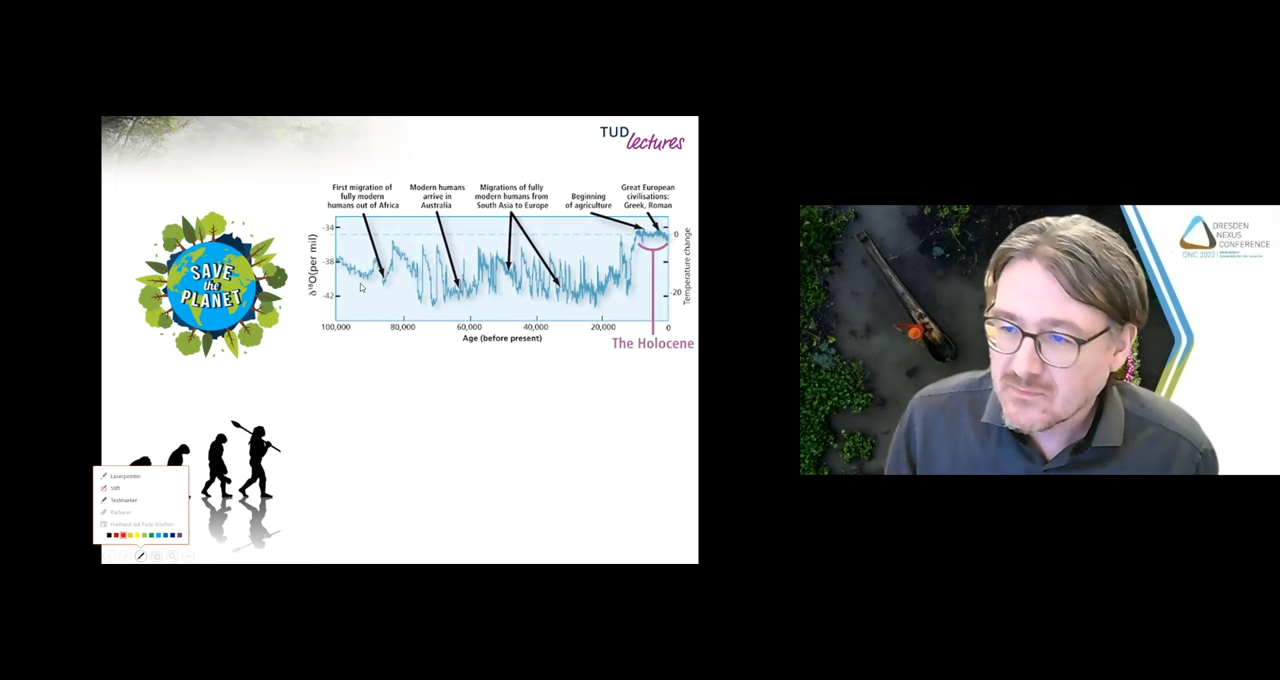 TUD
lectures
First migration of
fully modern
humans out of Africa
Modern humans
arrive in
Australia
Migrations of fully
modern humans from
South Asia to Europe
Beginning
of agriculture
Great European
civilisations:
Greek, Roman
δ¹⁸O(per mil)
-34
-38
-42
0
-20
Temperature change
100,000
80,000
60,000
40,000
20,000
0
Age (before present)
The Holocene
SAVE
the
PLANET
Laserpointer
Stift
Textmarker
Radierer
DRESDEN
NEXUS
CONFERENCE
DNC 2022